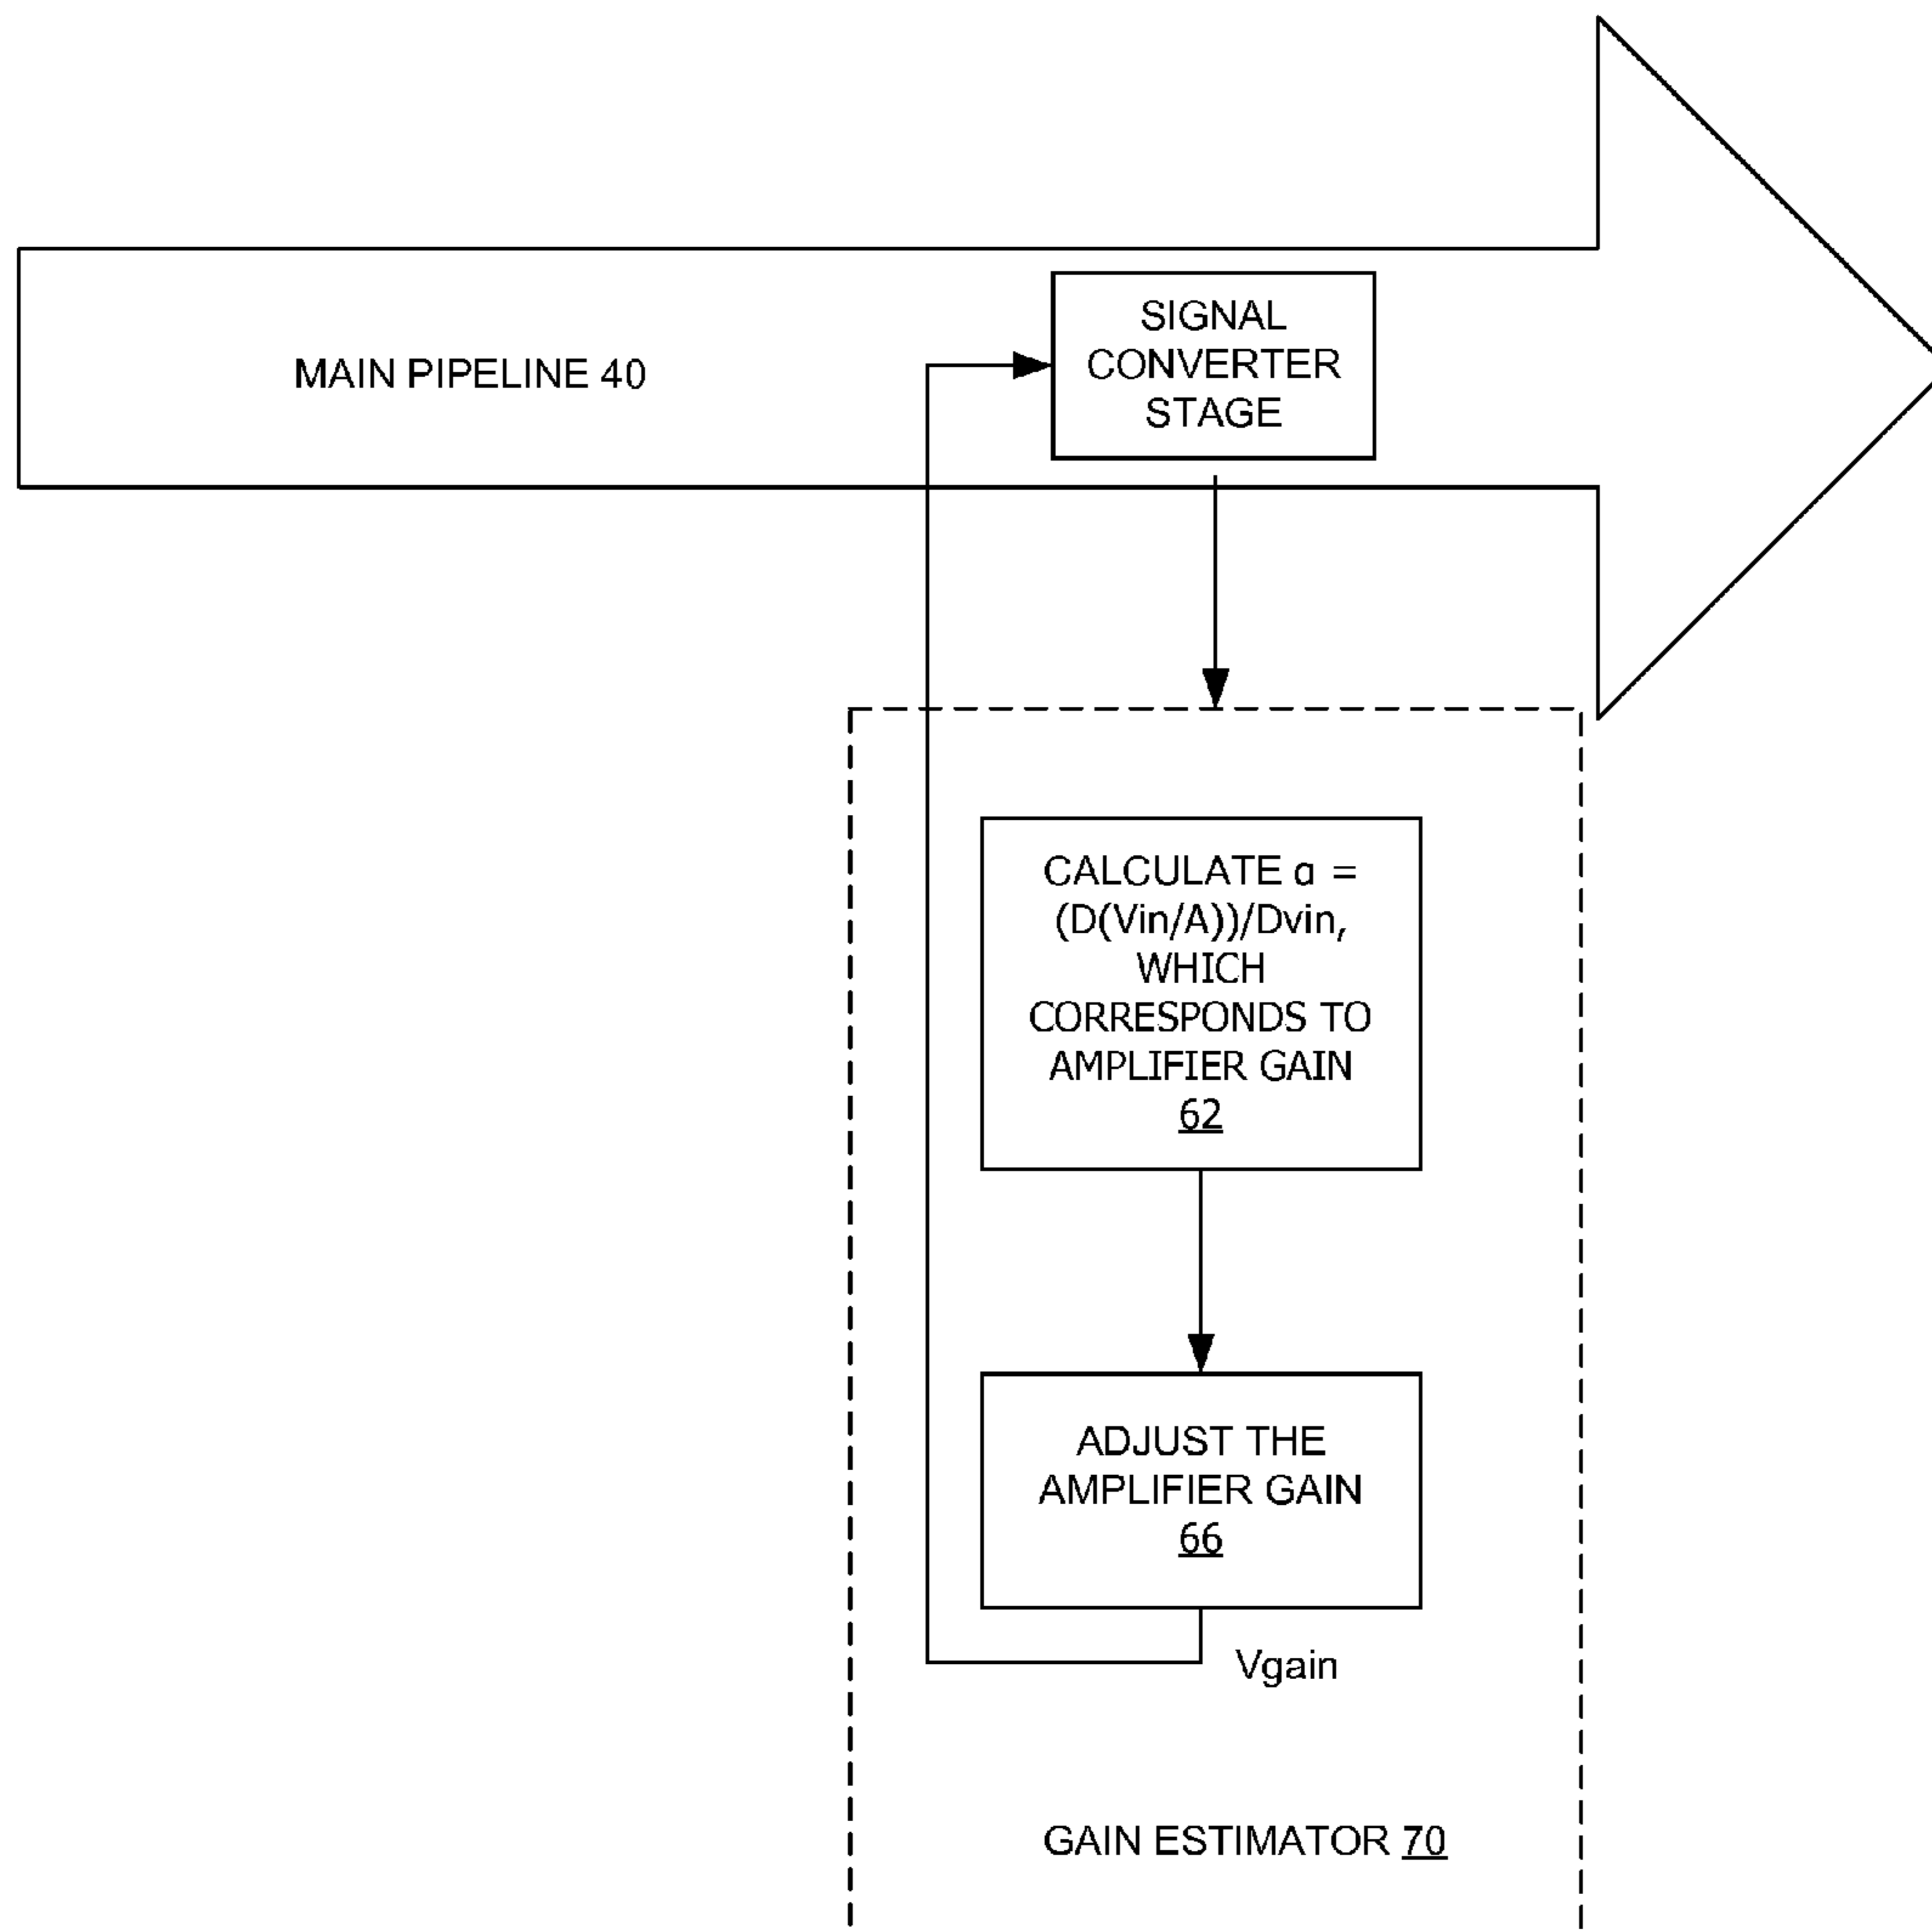 SIGNAL
CONVERTER
STAGE
MAIN PIPELINE 40
CALCULATE α =
(D(Vin/A))/Dvin,
WHICH
CORRESPONDS TO
AMPLIFIER GAIN
62
ADJUST THE
AMPLIFIER GAIN
66
Vgain
GAIN ESTIMATOR 70